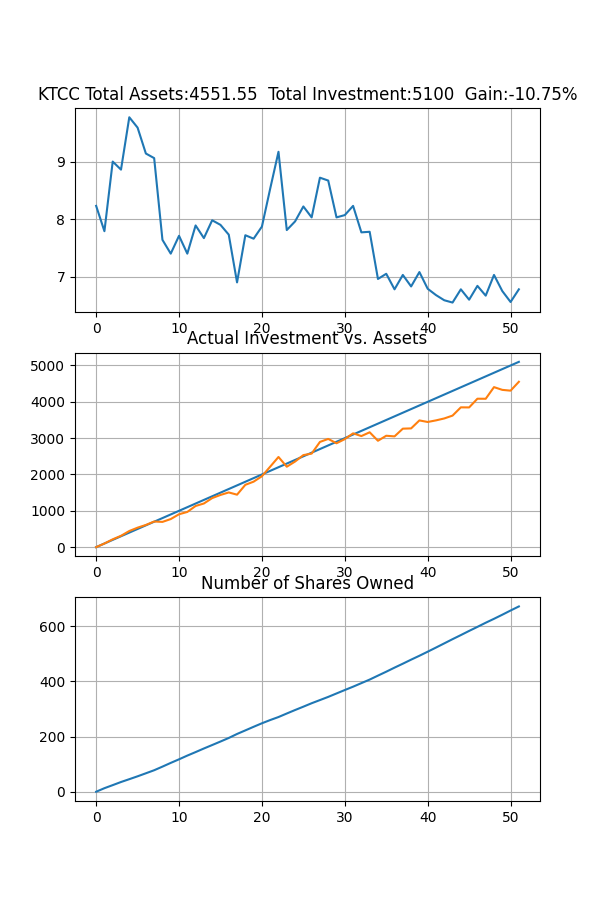 KTCC Total Assets:4551.55  Total Investment:5100  Gain:-10.75%
9
8
7
0 10 20 30 40 50
Actual Investment vs. Assets
5000
4000
3000
2000
1000
0
0 10 20 30 40 50
Number of Shares Owned
600
400
200
0
0 10 20 30 40 50